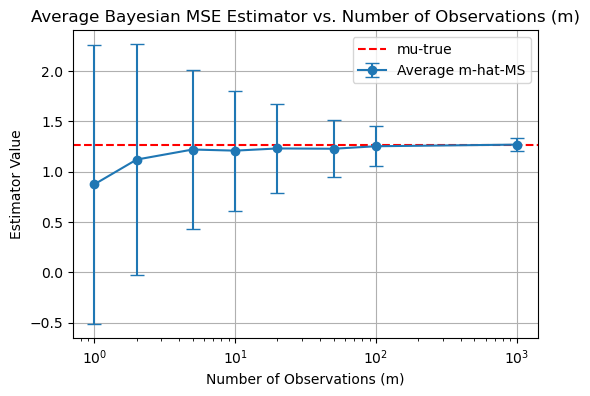 Average Bayesian MSE Estimator vs. Number of Observations (m)
mu-true
Average m-hat-MS
Estimator Value
2.0
1.5
1.0
0.5
0.0
−0.5
10⁰
10¹
10²
10³
Number of Observations (m)